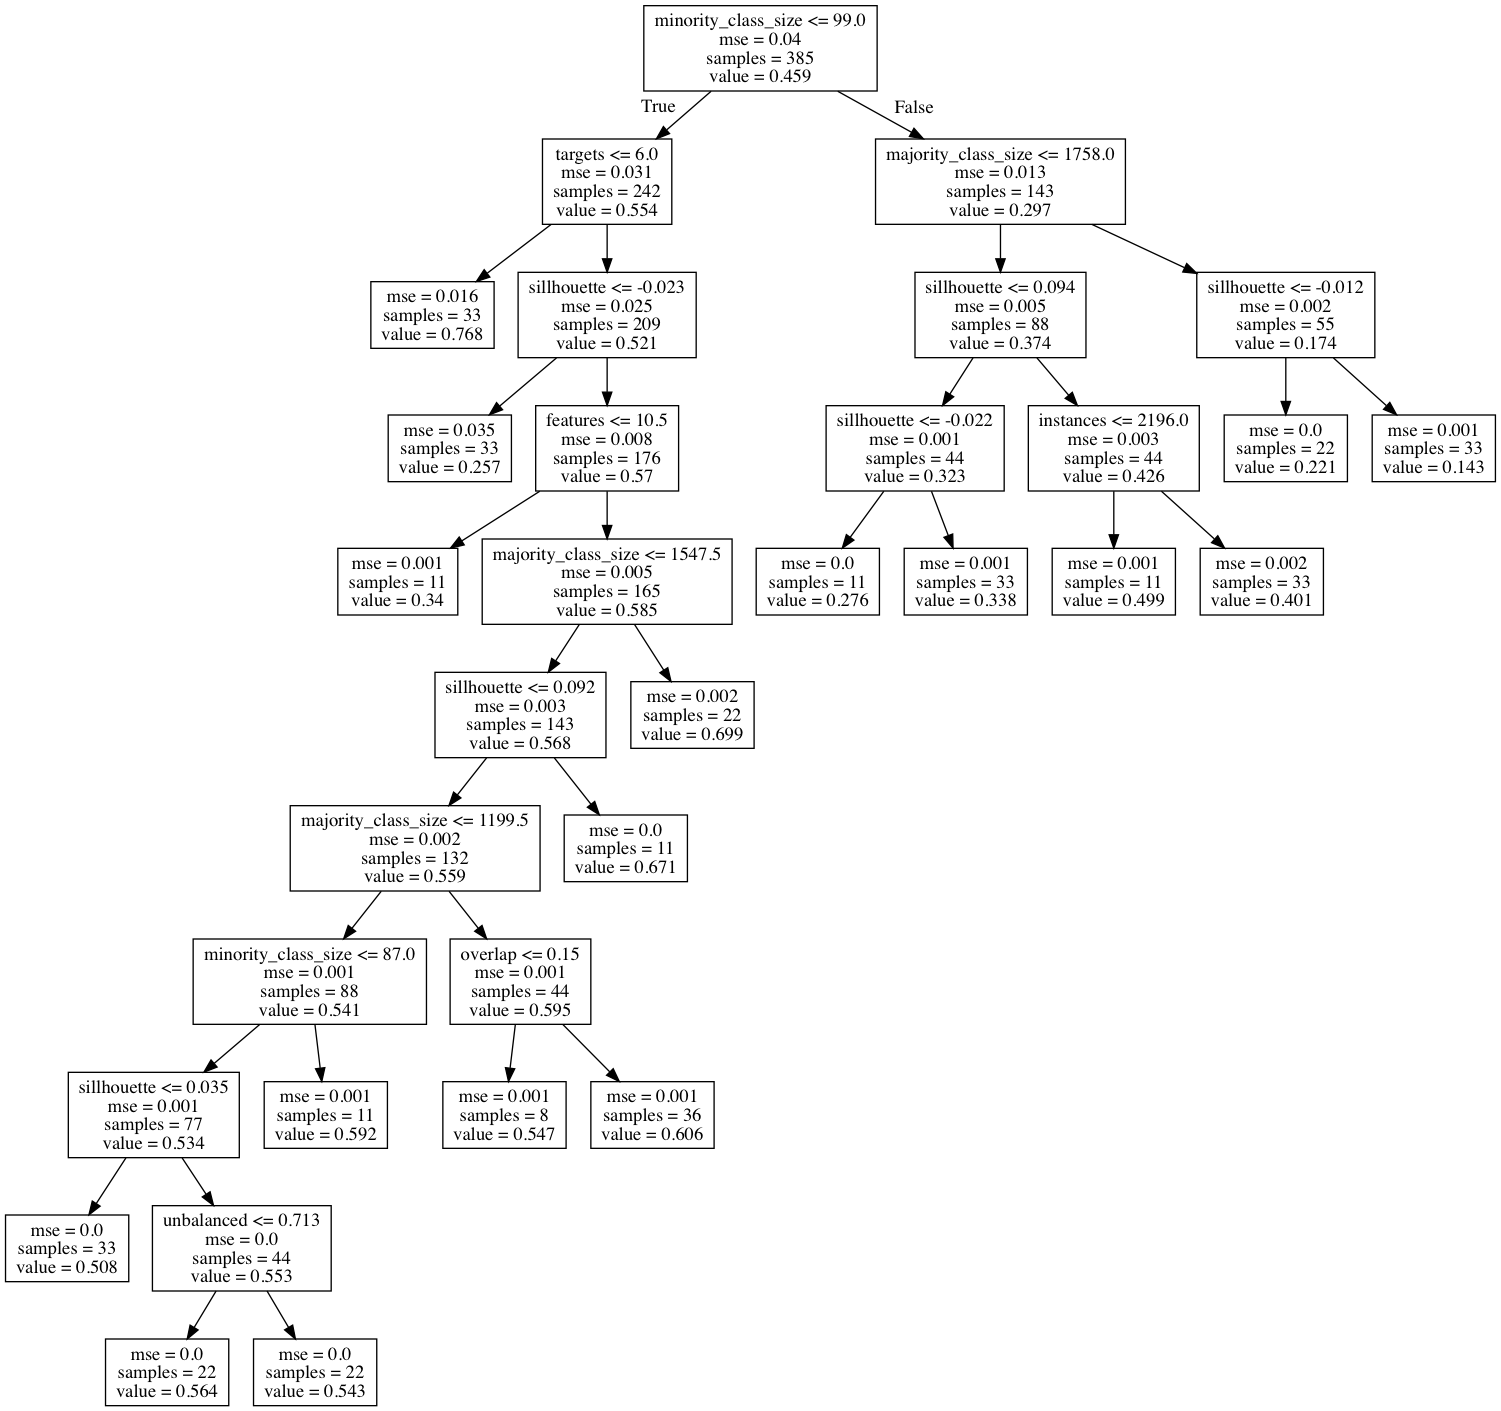 minority_class_size <= 99.0
mse = 0.04
samples = 385
value = 0.459
True
False
targets <= 6.0
mse = 0.031
samples = 242
value = 0.554
majority_class_size <= 1758.0
mse = 0.013
samples = 143
value = 0.297
mse = 0.016
samples = 33
value = 0.768
sillhouette <= -0.023
mse = 0.025
samples = 209
value = 0.521
sillhouette <= 0.094
mse = 0.005
samples = 88
value = 0.374
sillhouette <= -0.012
mse = 0.002
samples = 55
value = 0.174
mse = 0.035
samples = 33
value = 0.257
features <= 10.5
mse = 0.008
samples = 176
value = 0.57
sillhouette <= -0.022
mse = 0.001
samples = 44
value = 0.323
instances <= 2196.0
mse = 0.003
samples = 44
value = 0.426
mse = 0.0
samples = 22
value = 0.221
mse = 0.001
samples = 33
value = 0.143
mse = 0.001
samples = 11
value = 0.34
majority_class_size <= 1547.5
mse = 0.005
samples = 165
value = 0.585
mse = 0.0
samples = 11
value = 0.276
mse = 0.001
samples = 33
value = 0.338
mse = 0.001
samples = 11
value = 0.499
mse = 0.002
samples = 33
value = 0.401
sillhouette <= 0.092
mse = 0.003
samples = 143
value = 0.568
mse = 0.002
samples = 22
value = 0.699
majority_class_size <= 1199.5
mse = 0.002
samples = 132
value = 0.559
mse = 0.0
samples = 11
value = 0.671
minority_class_size <= 87.0
mse = 0.001
samples = 88
value = 0.541
overlap <= 0.15
mse = 0.001
samples = 44
value = 0.595
sillhouette <= 0.035
mse = 0.001
samples = 77
value = 0.534
mse = 0.001
samples = 11
value = 0.592
mse = 0.001
samples = 8
value = 0.547
mse = 0.001
samples = 36
value = 0.606
mse = 0.0
samples = 33
value = 0.508
unbalanced <= 0.713
mse = 0.0
samples = 44
value = 0.553
mse = 0.0
samples = 22
value = 0.564
mse = 0.0
samples = 22
value = 0.543